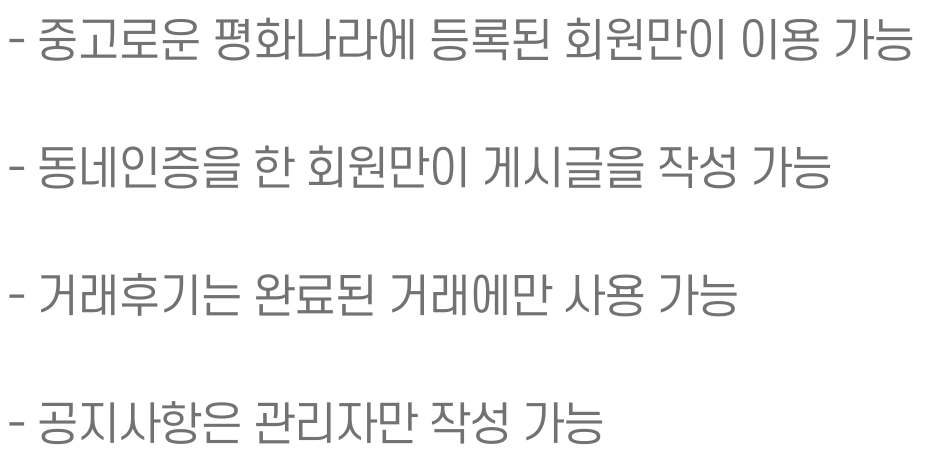 - 중고로운 평화나라에 등록된 회원만이 이용 가능
- 동네인증을 한 회원만이 게시글을 작성 가능
- 거래후기는 완료된 거래에만 사용 가능
- 공지사항은 관리자만 작성 가능